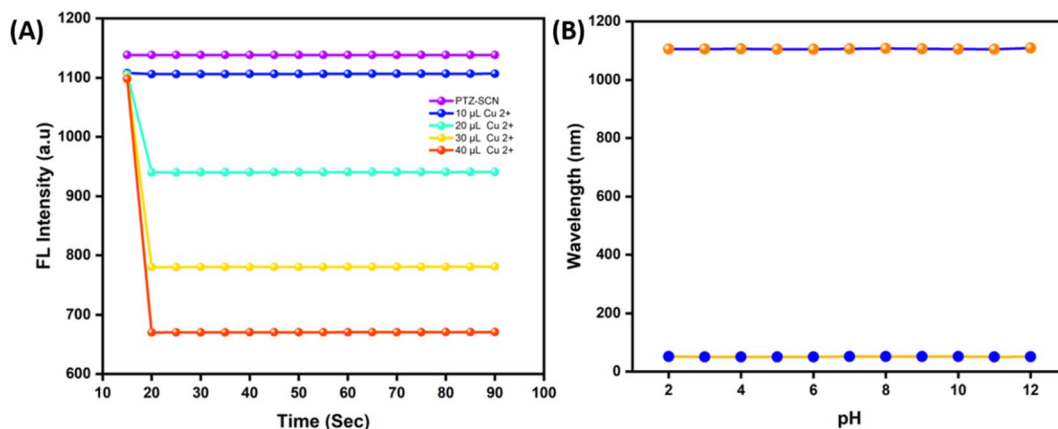 (A)
FL Intensity (a.u)
1200
1100
1000
900
800
700
600
PTZ-SCN
10 µL Cu 2+
20 µL Cu 2+
30 µL Cu 2+
40 µL Cu 2+
10 20 30 40 50 60 70 80 90 100
Time (Sec)
(B)
Wavelength (nm)
1200
1000
800
600
400
200
0
2 4 6 8 10 12
pH